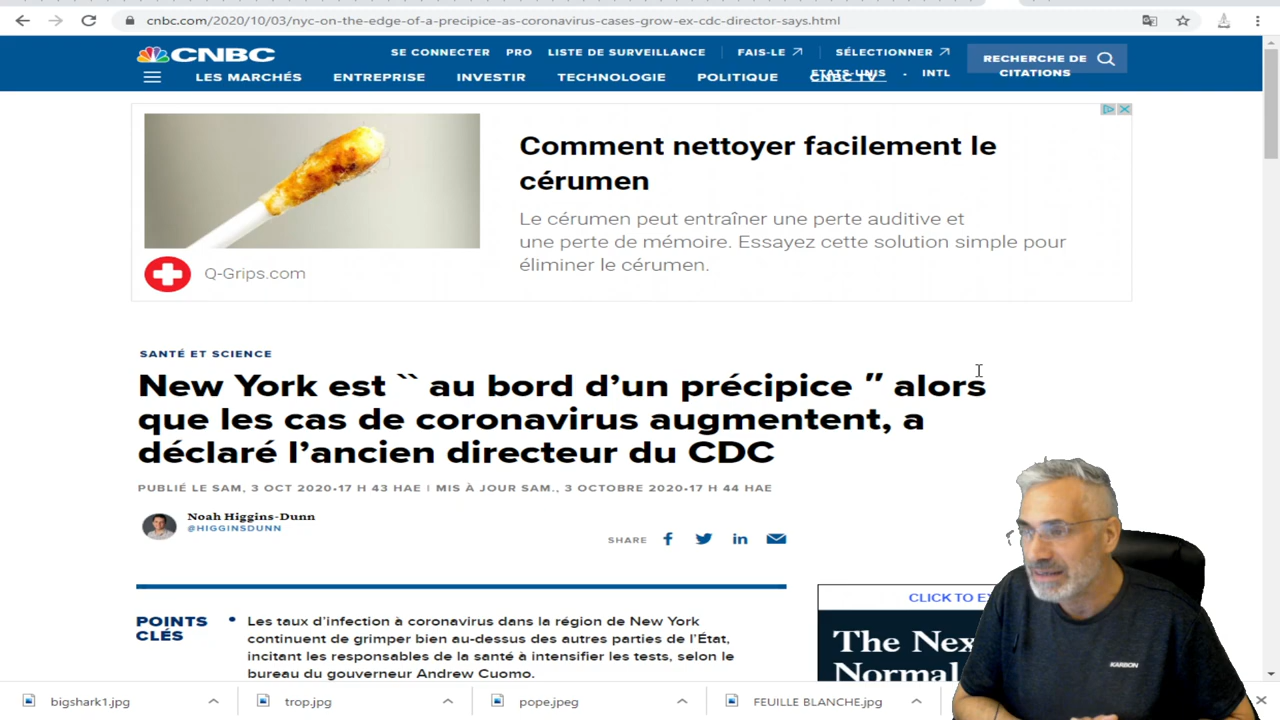 cnbc.com/2020/10/03/nyc-on-the-edge-of-a-precipice-as-coronavirus-cases-grow-ex-cdc-director-says.html
CNBC
SE CONNECTER PRO LISTE DE SURVEILLANCE FAIS-LE SÉLECTIONNER
ETATS-UNIS · INTL
RECHERCHE DE CITATIONS
LES MARCHÉS ENTREPRISE INVESTIR TECHNOLOGIE POLITIQUE CNBC TV
Comment nettoyer facilement le
cérumen
Le cérumen peut entraîner une perte auditive et
une perte de mémoire. Essayez cette solution simple pour
éliminer le cérumen.
Q-Grips.com
SANTÉ ET SCIENCE
New York est `` au bord d’un précipice ″ alors
que les cas de coronavirus augmentent, a
déclaré l’ancien directeur du CDC
PUBLIÉ LE SAM, 3 OCT 2020•17 H 43 HAE | MIS À JOUR SAM., 3 OCTOBRE 2020•17 H 44 HAE
Noah Higgins-Dunn
@HIGGINSDUNN
SHARE
POINTS
CLÉS
• Les taux d’infection à coronavirus dans la région de New York
continuent de grimper bien au-dessus des autres parties de l’État,
incitant les responsables de la santé à intensifier les tests, selon le
bureau du gouverneur Andrew Cuomo.
CLICK TO
The
Normal
KARBON
bigshark1.jpg trop.jpg pope.jpeg FEUILLE BLANCHE.jpg